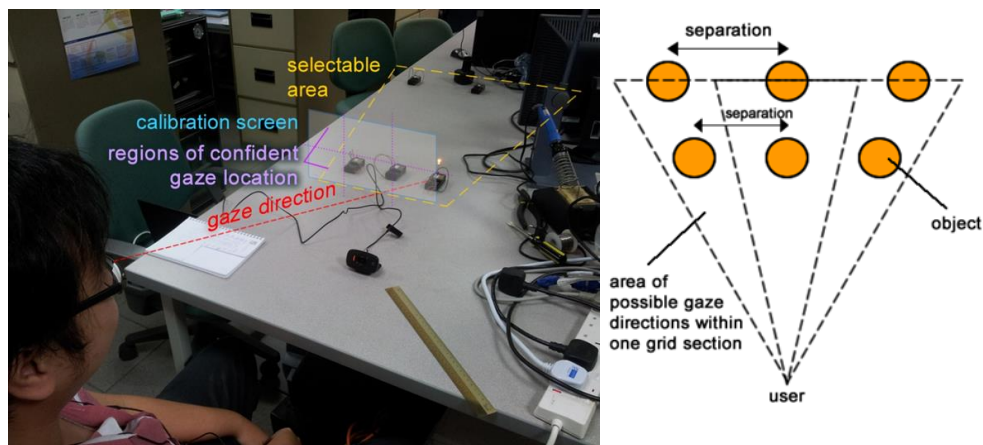 selectable
area
calibration screen
regions of confident
gaze location
gaze direction
separation
separation
object
area of
possible gaze
directions within
one grid section
user